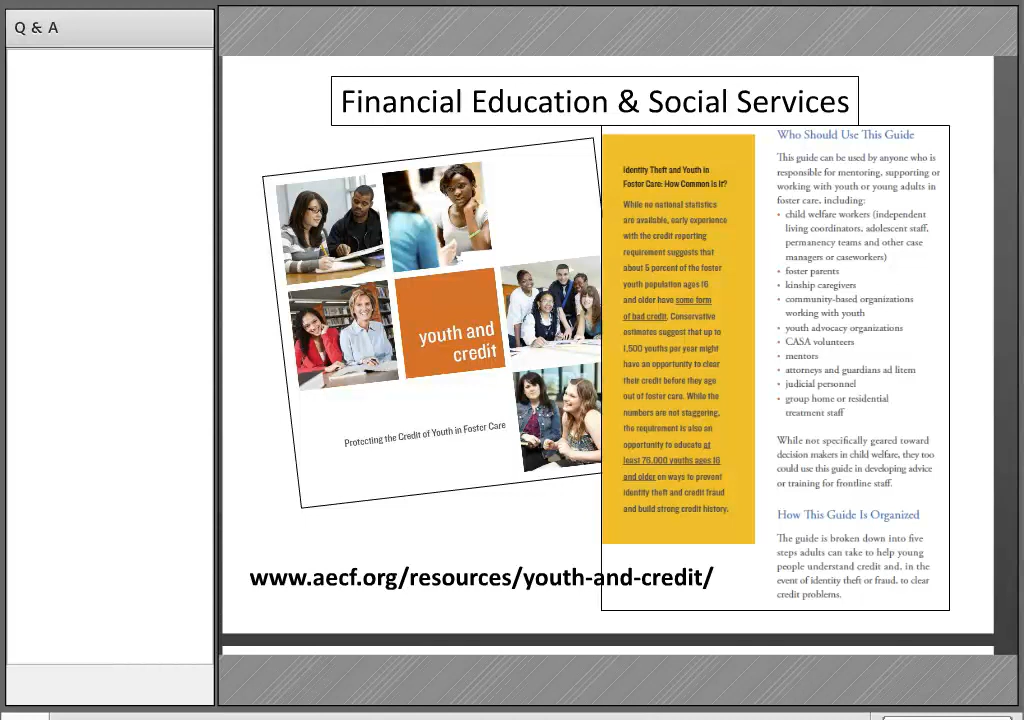 Q & A
Financial Education & Social Services
youth and
credit
Protecting the Credit of Youth in Foster Care
www.aecf.org/resources/youth-and-credit/
Identity Theft and Youth in
Foster Care: How Common Is It?
While no national statistics
are available, early experience
with the credit reporting
requirement suggests that
about 5 percent of the foster
youth population ages 16
and older have some form
of bad credit. Conservative
estimates suggest that up to
1,500 youths per year might
have an opportunity to clear
their credit before they age
out of foster care. While the
numbers are not staggering,
the requirement is also an
opportunity to educate at
least 76,000 youths ages 16
and older on ways to prevent
identity theft and credit fraud
and build strong credit history.
Who Should Use This Guide
This guide can be used by anyone who is
responsible for mentoring, supporting or
working with youth or young adults in
foster care, including:
• child welfare workers (independent
living coordinators, adolescent staff,
permanency teams and other case
managers or caseworkers)
• foster parents
• kinship caregivers
• community-based organizations
working with youth
• youth advocacy organizations
• CASA volunteers
• mentors
• attorneys and guardians ad litem
• judicial personnel
• group home or residential
treatment staff
While not specifically geared toward
decision makers in child welfare, they too
could use this guide in developing advice
or training for frontline staff.
How This Guide Is Organized
The guide is broken down into five
steps adults can take to help young
people understand credit and, in the
event of identity theft or fraud, to clear
credit problems.